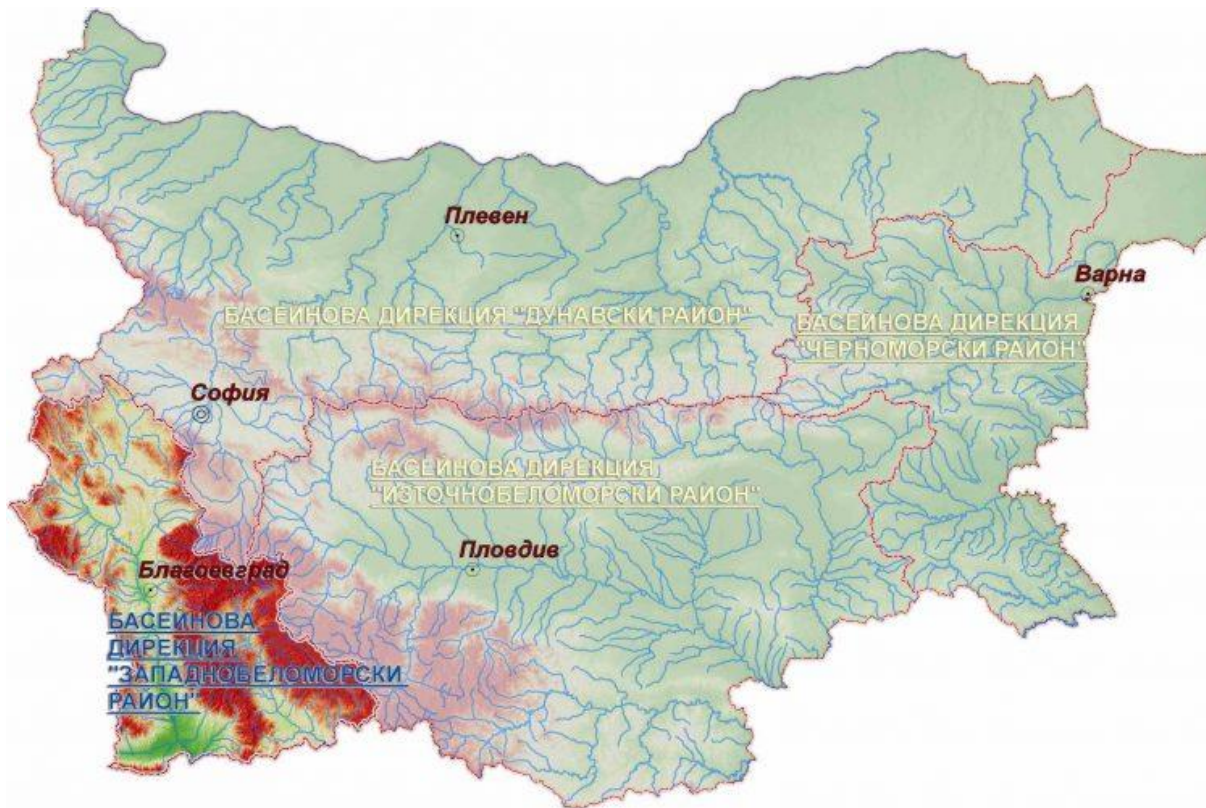 Плевен
Варна
БАСЕЙНОВА ДИРЕКЦИЯ "ДУНАВСКИ РАЙОН"
БАСЕЙНОВА ДИРЕКЦИЯ
"ЧЕРНОМОРСКИ РАЙОН"
София
БАСЕЙНОВА ДИРЕКЦИЯ
"ИЗТОЧНОБЕЛОМОРСКИ РАЙОН"
Пловдив
Благоевград
БАСЕЙНОВА
ДИРЕКЦИЯ
"ЗАПАДНОБЕЛОМОРСКИ
РАЙОН"